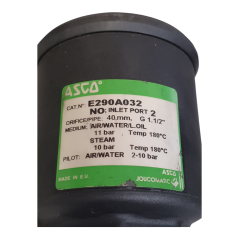 ASCO
CAT.Nº E290A032
NO: INLET PORT 2
ORIFICE/PIPE 40,mm, G 1.1/2"
MEDIUM: AIR/WATER/L.OIL
11 bar Temp 180°C
STEAM
10 bar Temp 180°C
PILOT: AIR/WATER 2-10 bar
MADE IN E.U.
ASCO
JOUCOMATIC